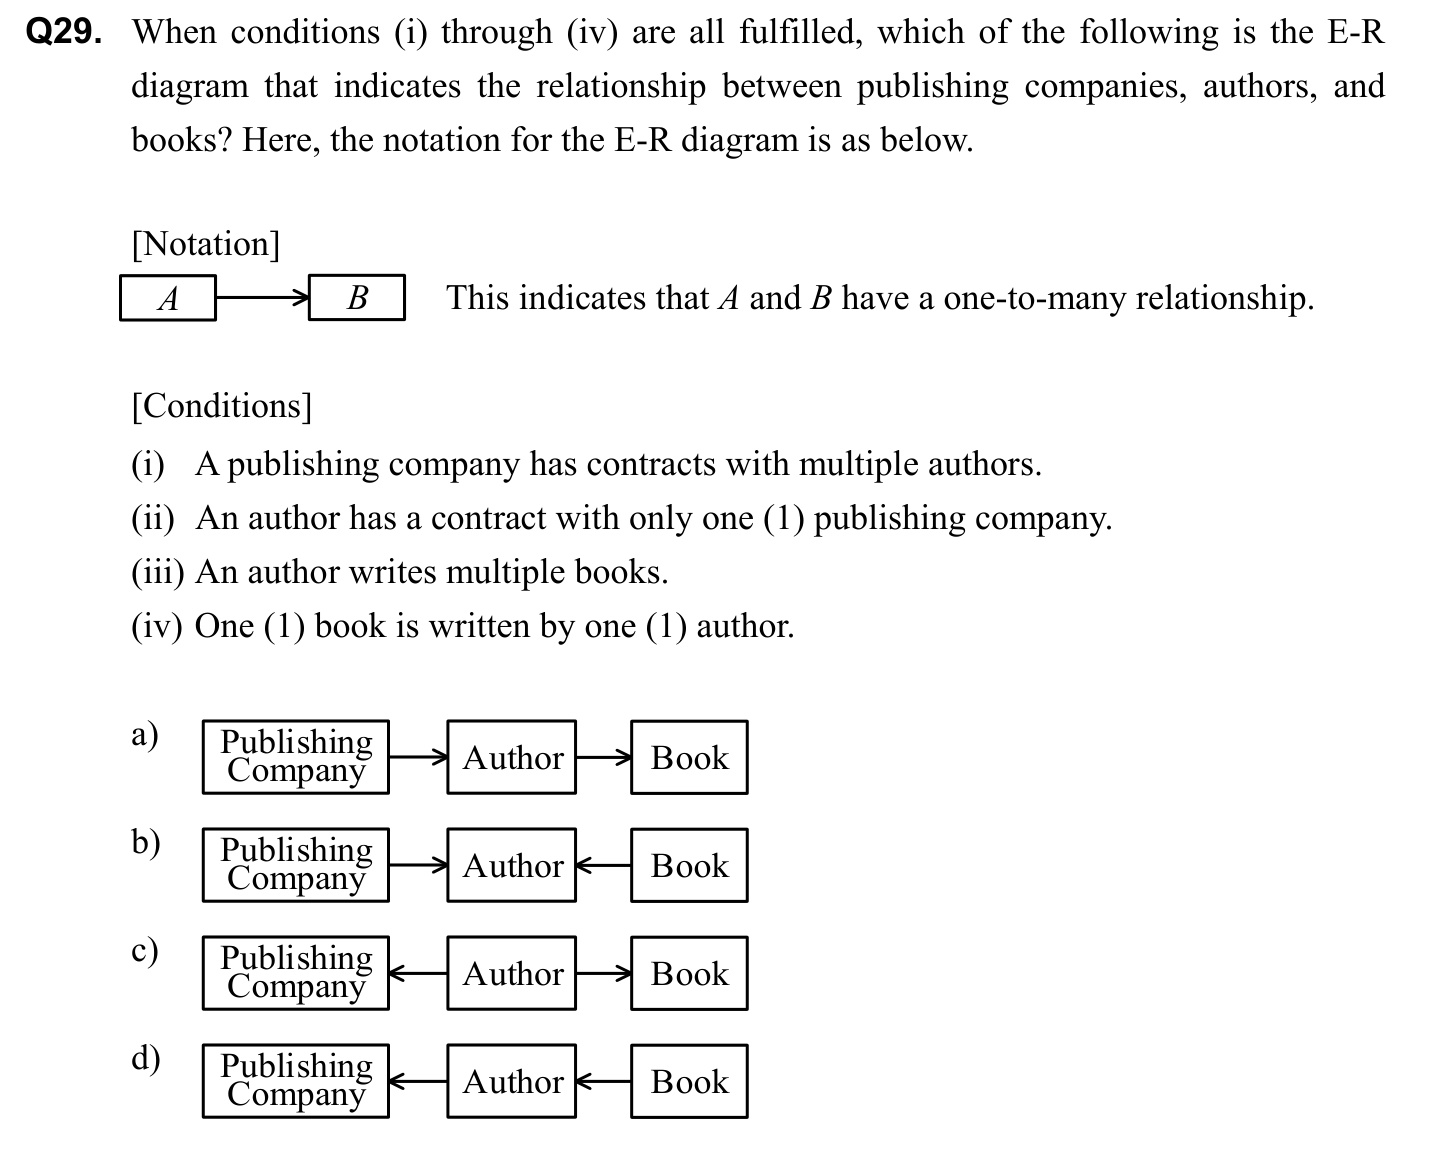 Q29. When conditions (i) through (iv) are all fulfilled, which of the following is the E-R
diagram that indicates the relationship between publishing companies, authors, and
books? Here, the notation for the E-R diagram is as below.
[Notation]
A B This indicates that A and B have a one-to-many relationship.
[Conditions]
(i) A publishing company has contracts with multiple authors.
(ii) An author has a contract with only one (1) publishing company.
(iii) An author writes multiple books.
(iv) One (1) book is written by one (1) author.
a) Publishing
Company Author Book
b) Publishing
Company Author Book
c) Publishing
Company Author Book
d) Publishing
Company Author Book